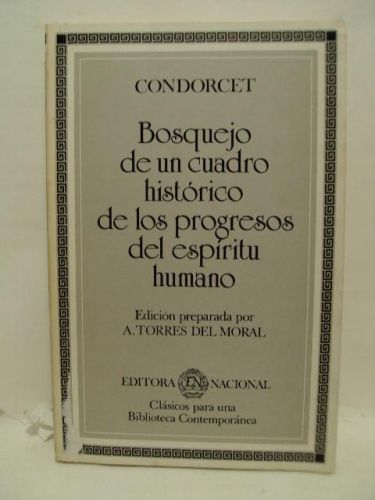 CONDORCET
Bosquejo
de un cuadro
histórico
de los progresos
del espíritu
humano
Edición preparada por
A. TORRES DEL MORAL
EDITORA EN NACIONAL
Clásicos para una
Biblioteca Contemporánea